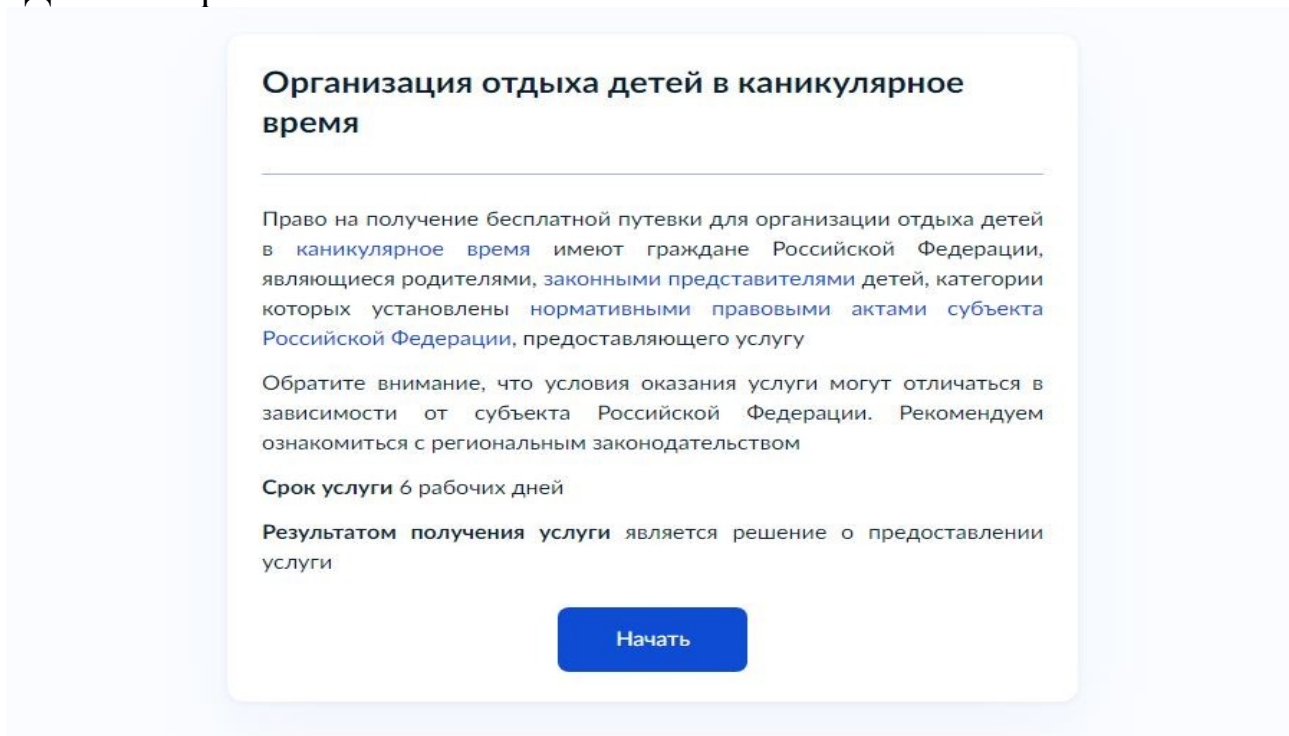 Организация отдыха детей в каникулярное
время
Право на получение бесплатной путевки для организации отдыха детей
в каникулярное время имеют граждане Российской Федерации,
являющиеся родителями, законными представителями детей, категории
которых установлены нормативными правовыми актами субъекта
Российской Федерации, предоставляющего услугу
Обратите внимание, что условия оказания услуги могут отличаться в
зависимости от субъекта Российской Федерации. Рекомендуем
ознакомиться с региональным законодательством
Срок услуги 6 рабочих дней
Результатом получения услуги является решение о предоставлении
услуги
Начать